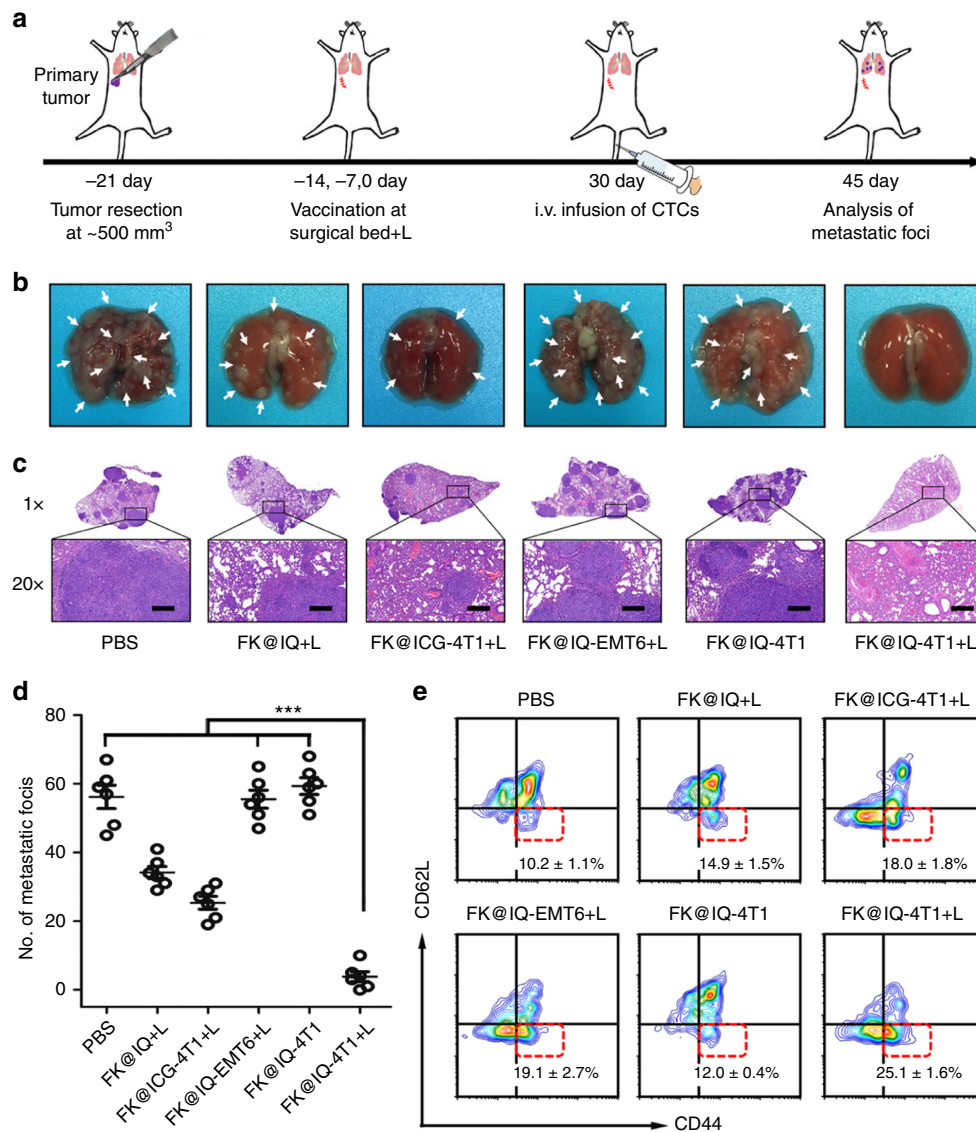 a
Primary
tumor
–21 day
–14, –7,0 day
30 day
45 day
Tumor resection
at ~500 mm³
Vaccination at
surgical bed+L
i.v. infusion of CTCs
Analysis of
metastatic foci
b
c
1×
20×
PBS
FK@IQ+L
FK@ICG-4T1+L
FK@IQ-EMT6+L
FK@IQ-4T1
FK@IQ-4T1+L
d
No. of metastatic focis
80
60
40
20
0
***
PBS
FK@IQ+L
FK@ICG-4T1+L
FK@IQ-EMT6+L
FK@IQ-4T1
FK@IQ-4T1+L
e
PBS
FK@IQ+L
FK@ICG-4T1+L
10.2 ± 1.1%
14.9 ± 1.5%
18.0 ± 1.8%
FK@IQ-EMT6+L
FK@IQ-4T1
FK@IQ-4T1+L
19.1 ± 2.7%
12.0 ± 0.4%
25.1 ± 1.6%
CD62L
CD44